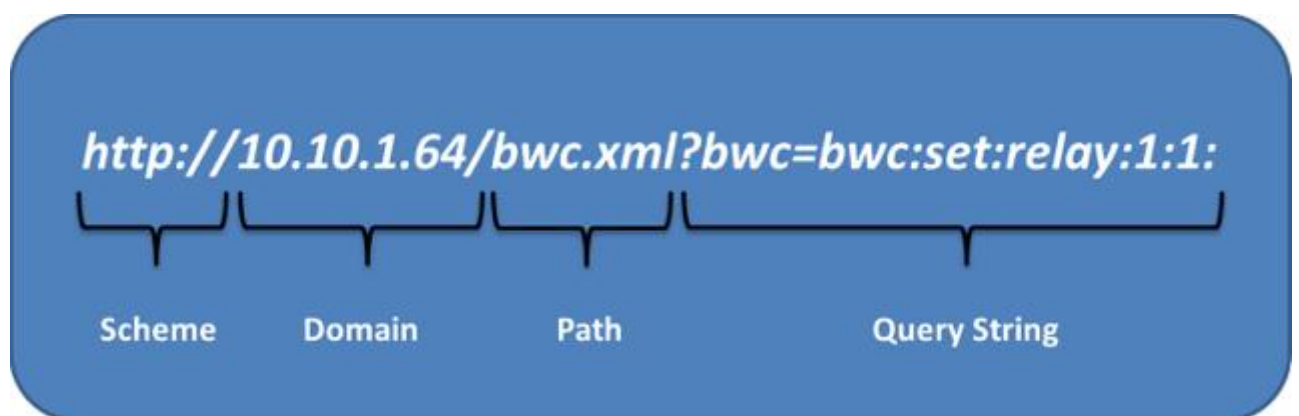 http://10.10.1.64/bwc.xml?bwc=bwc:set:relay:1:1:
Scheme Domain Path Query String